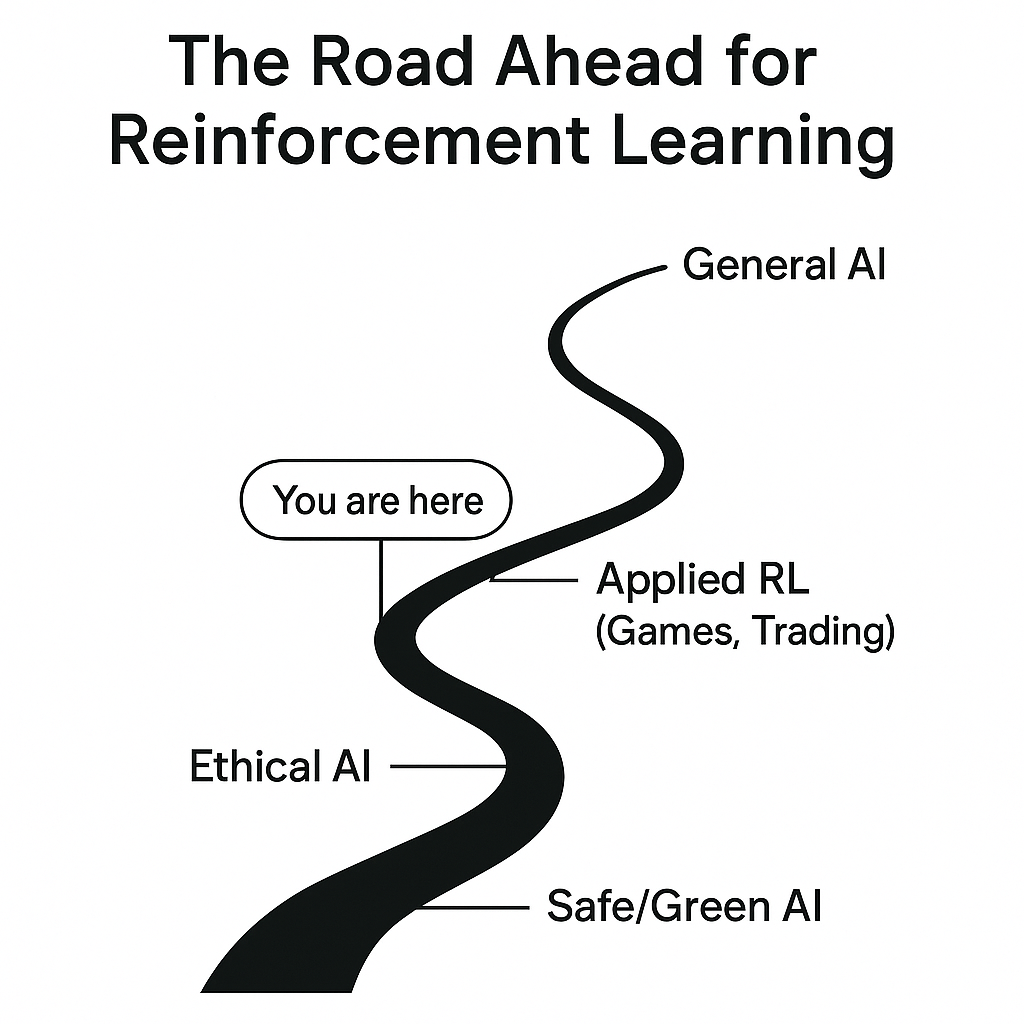 The Road Ahead for
Reinforcement Learning
General AI
You are here
Applied RL
(Games, Trading)
Ethical AI
Safe/Green AI